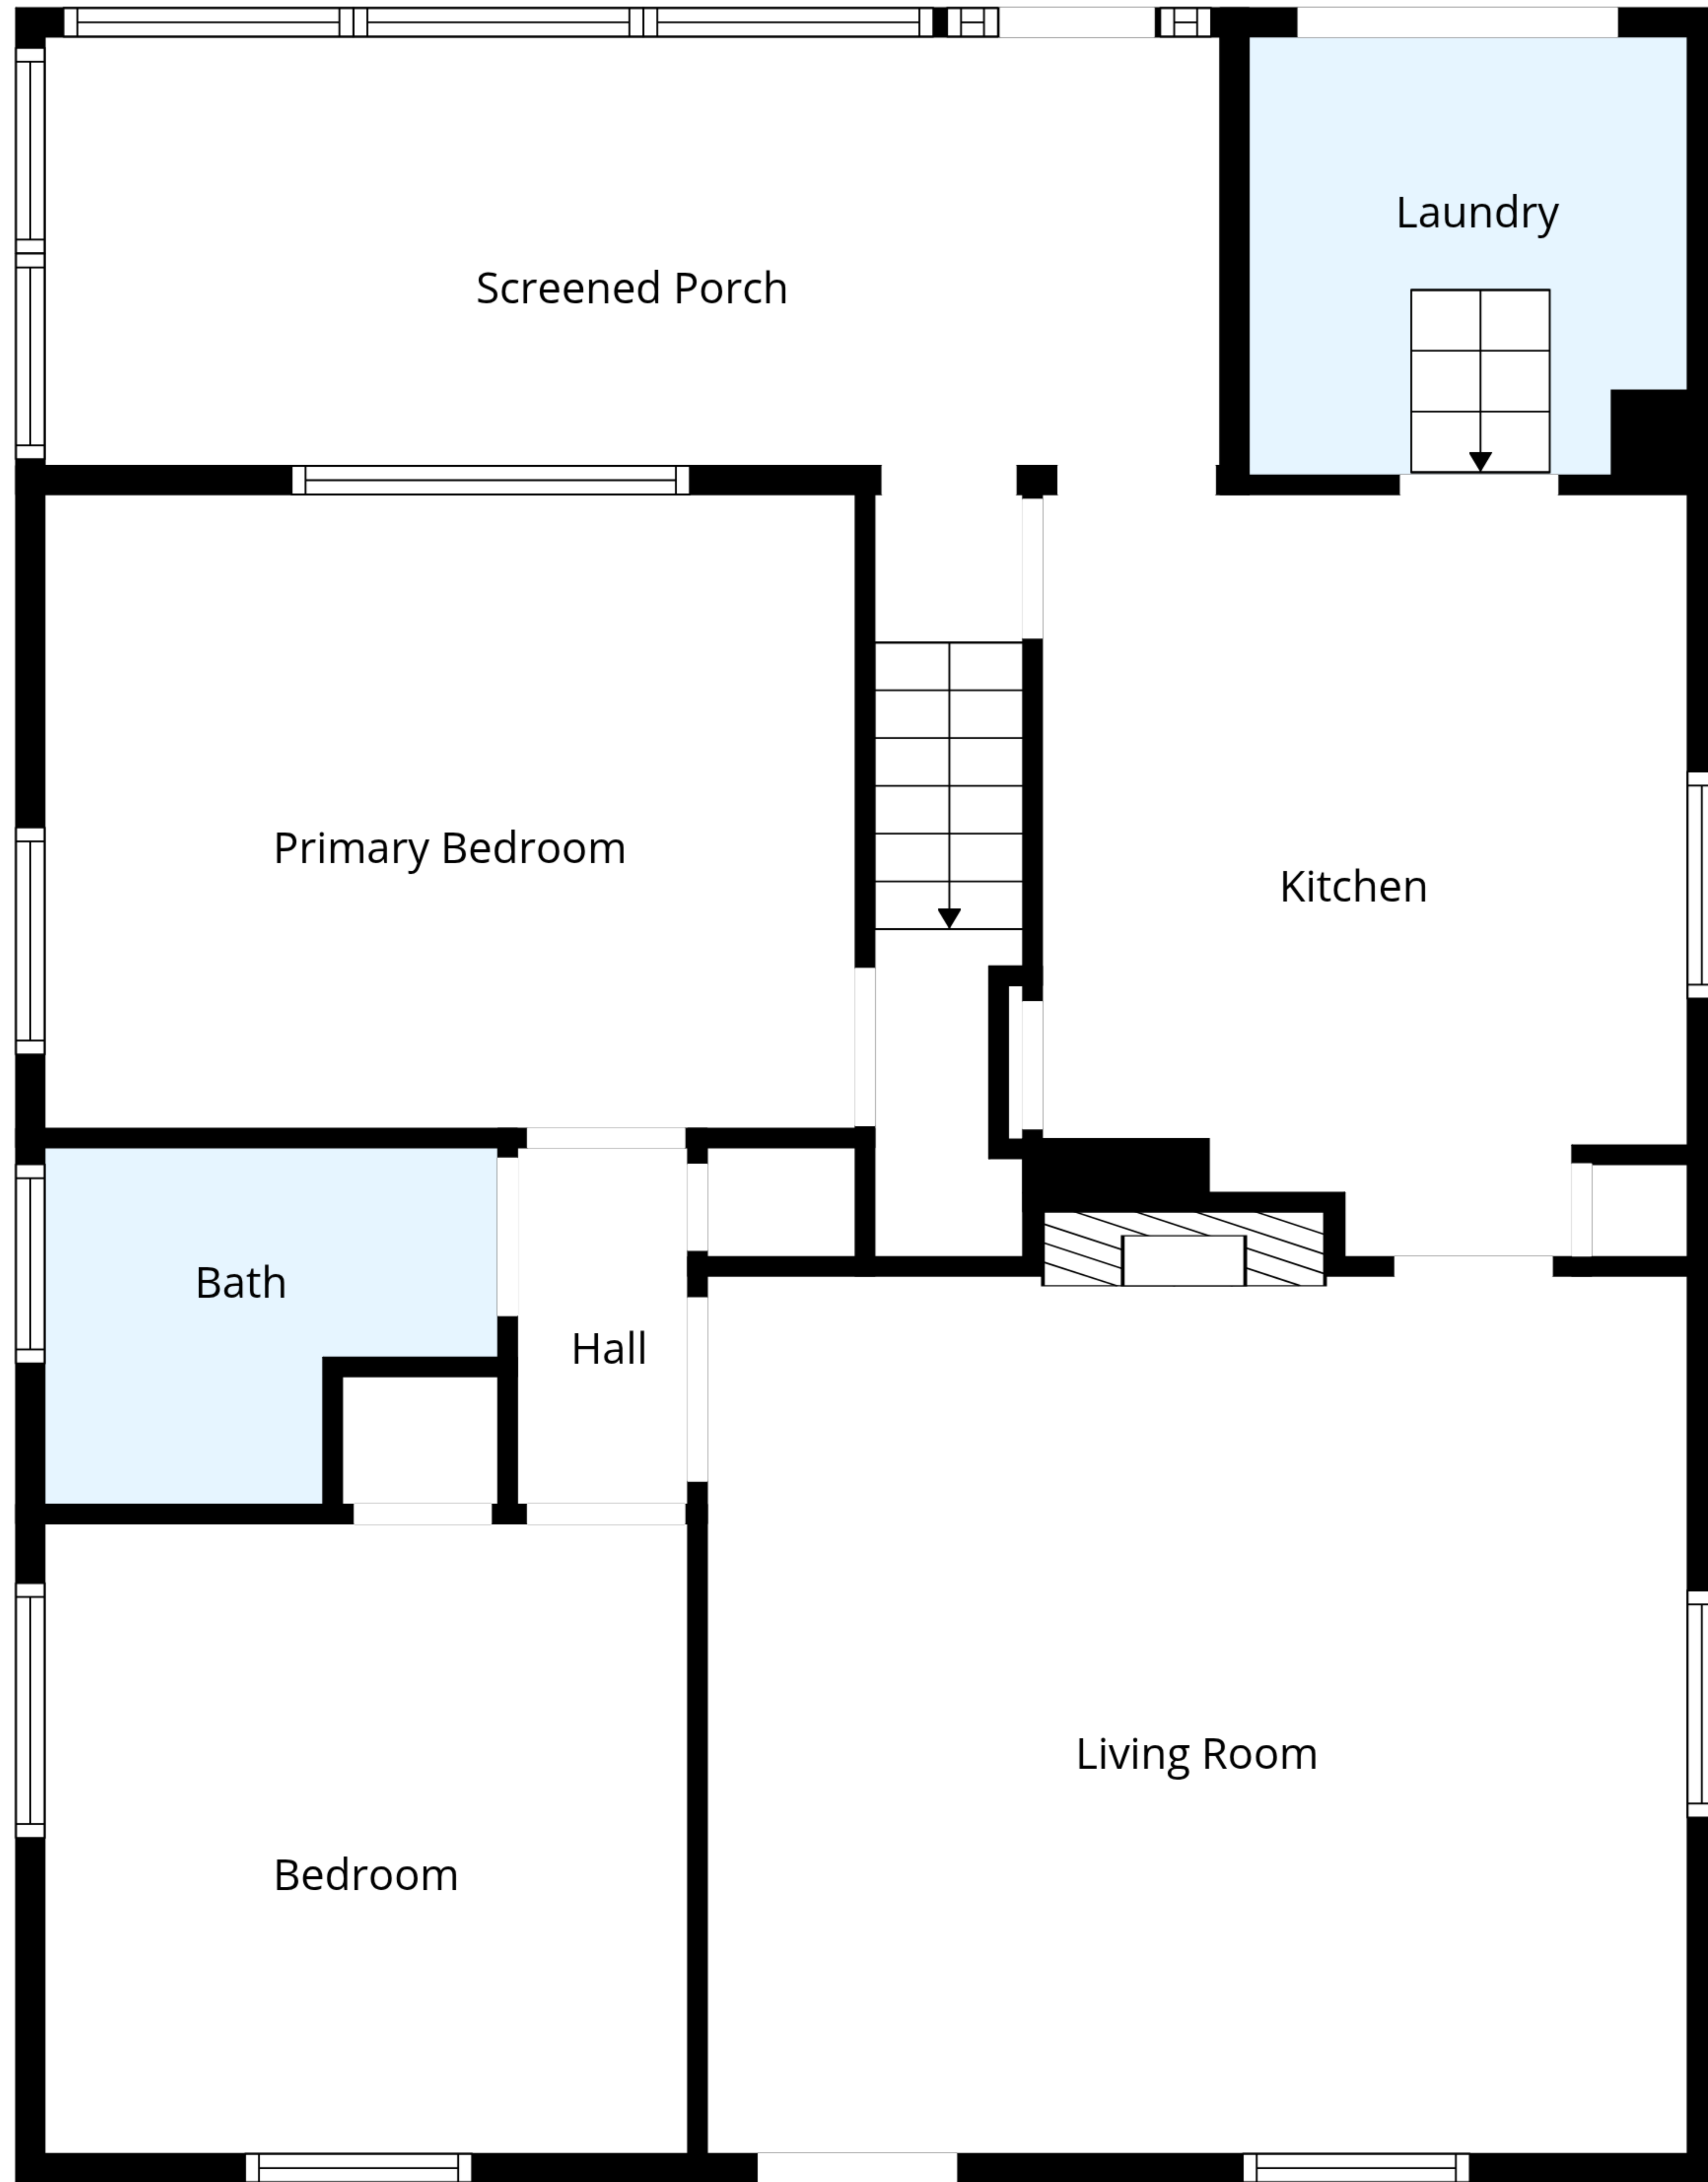 Laundry
Screened Porch
Primary Bedroom
Kitchen
Bath
Hall
Living Room
Bedroom